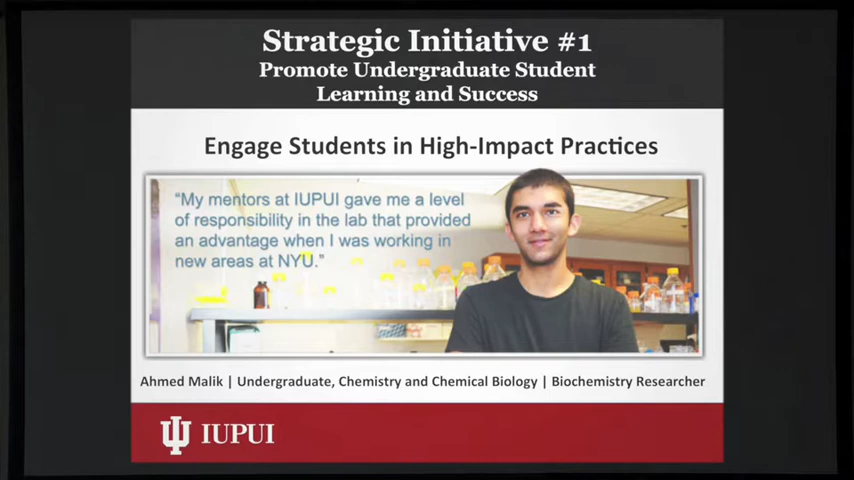 Strategic Initiative #1
Promote Undergraduate Student
Learning and Success
Engage Students in High-Impact Practices
“My mentors at IUPUI gave me a level
of responsibility in the lab that provided
an advantage when I was working in
new areas at NYU.”
Ahmed Malik | Undergraduate, Chemistry and Chemical Biology | Biochemistry Researcher
IUPUI